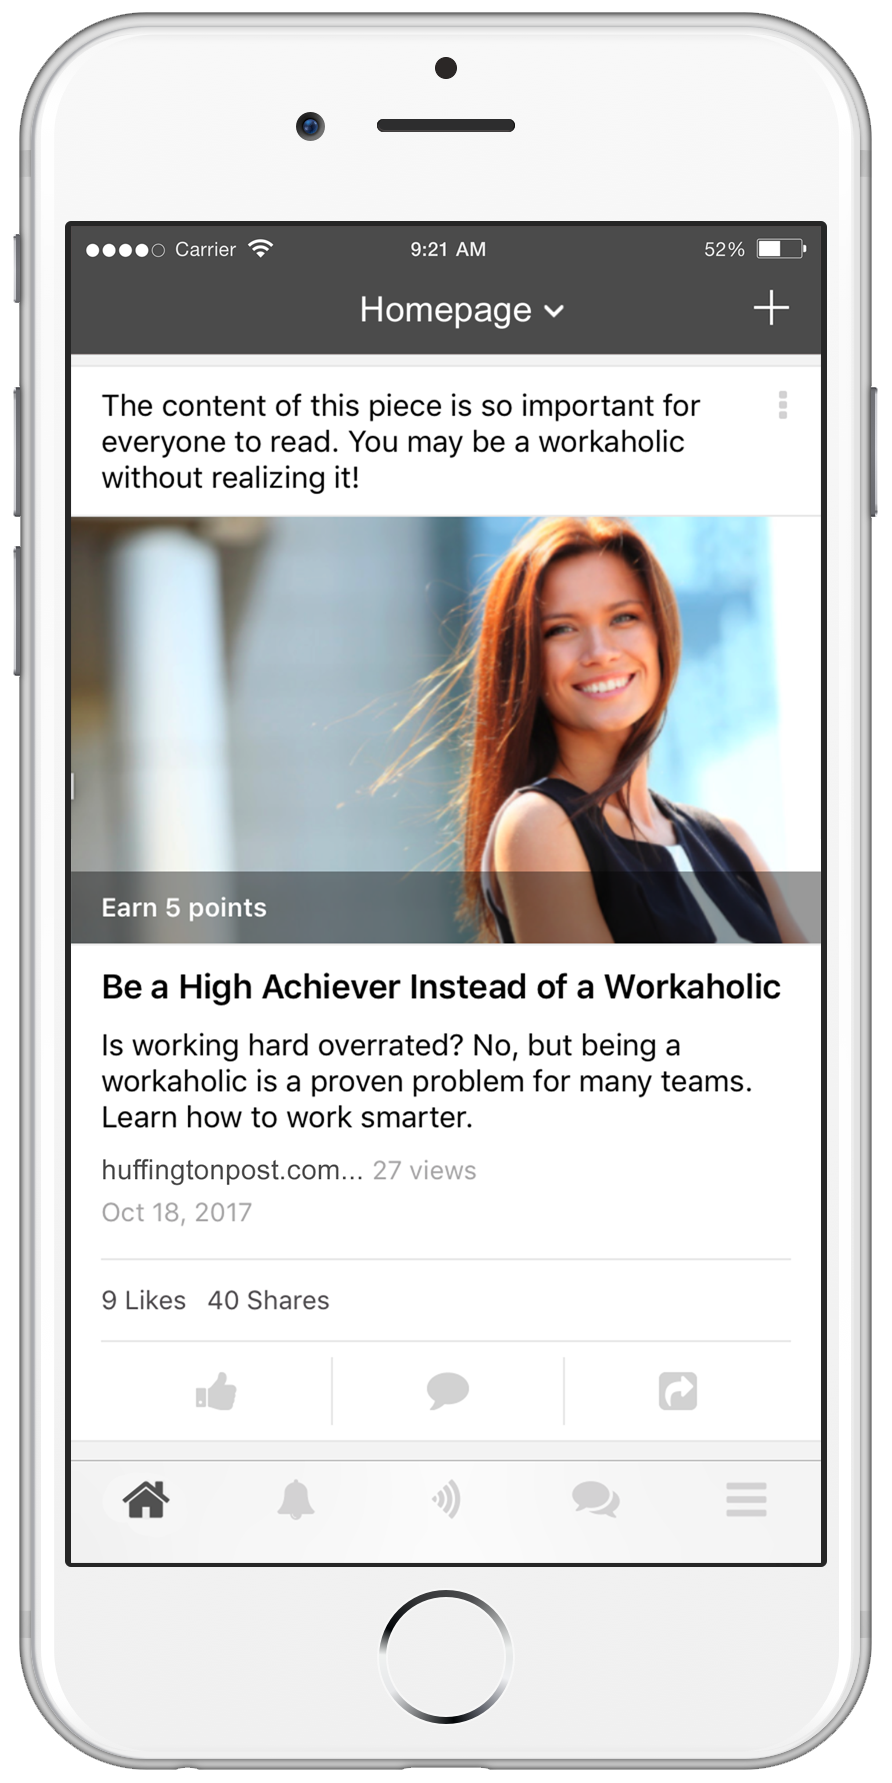 Carrier 9:21 AM 52%
Homepage
The content of this piece is so important for
everyone to read. You may be a workaholic
without realizing it!
Earn 5 points
Be a High Achiever Instead of a Workaholic
Is working hard overrated? No, but being a
workaholic is a proven problem for many teams.
Learn how to work smarter.
huffingtonpost.com... 27 views
Oct 18, 2017
9 Likes 40 Shares